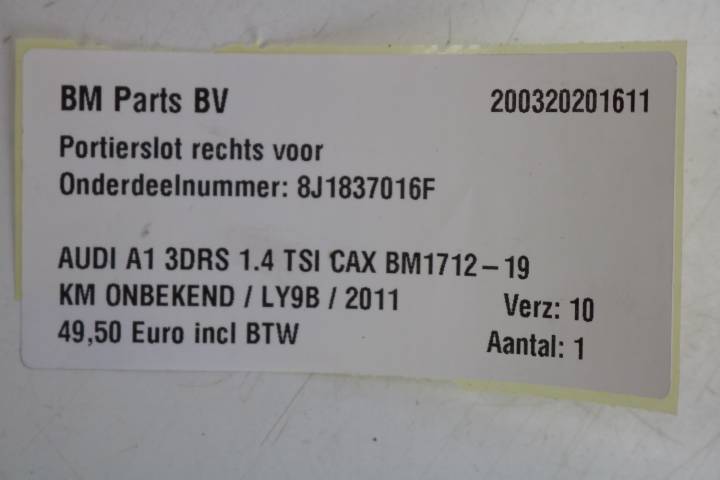 BM Parts BV 200320201611
Portierslot rechts voor
Onderdeelnummer: 8J1837016F
AUDI A1 3DRS 1.4 TSI CAX BM1712-19
KM ONBEKEND / LY9B / 2011 Verz: 10
49,50 Euro incl BTW Aantal: 1